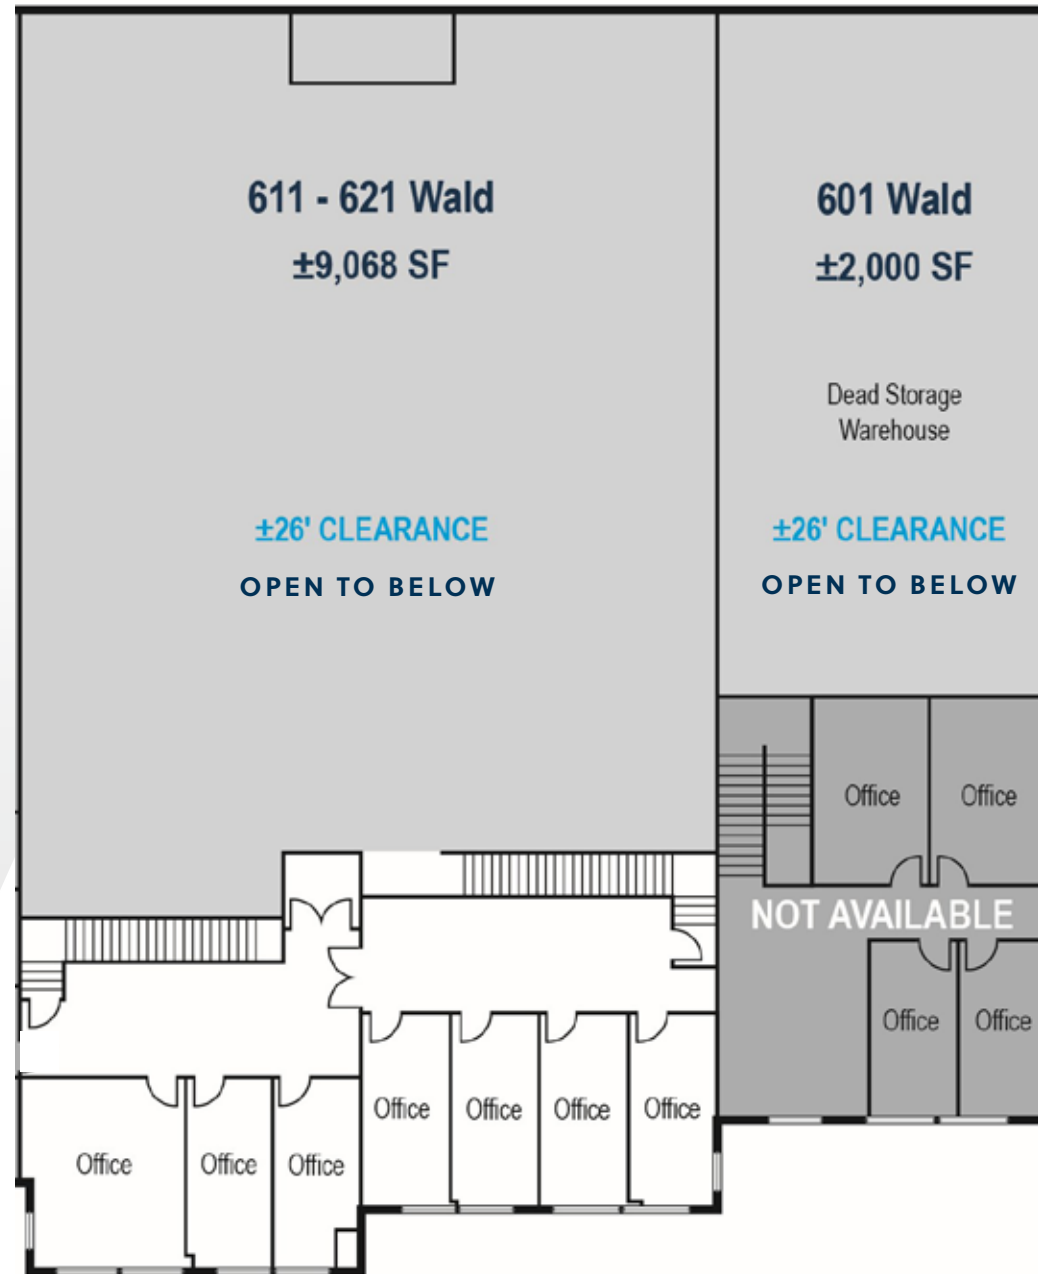 611 - 621 Wald
±9,068 SF
±26' CLEARANCE
OPEN TO BELOW
601 Wald
±2,000 SF
Dead Storage
Warehouse
±26' CLEARANCE
OPEN TO BELOW
Office
Office
NOT AVAILABLE
Office
Office
Office
Office
Office
Office
Office
Office
Office